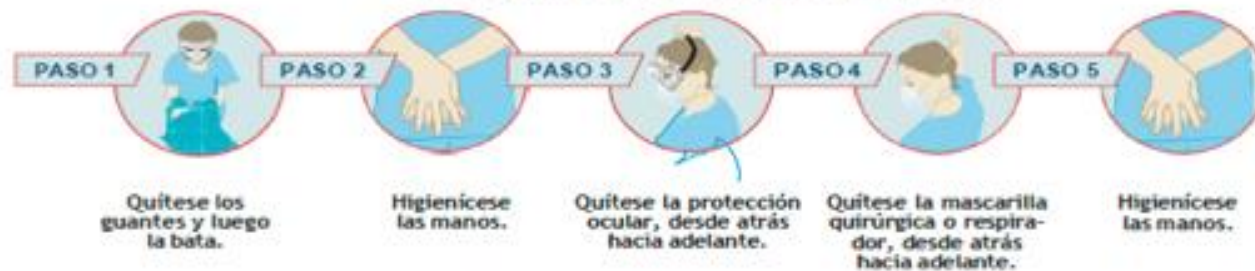 PASO 1
PASO 2
PASO 3
PASO 4
PASO 5
Quítese los
guantes y luego
la bata.
Higienícese
las manos.
Quítese la protección
ocular, desde atrás
hacia adelante.
Quítese la mascarilla
quirúrgica o respira-
dor, desde atrás
hacia adelante.
Higienícese
las manos.